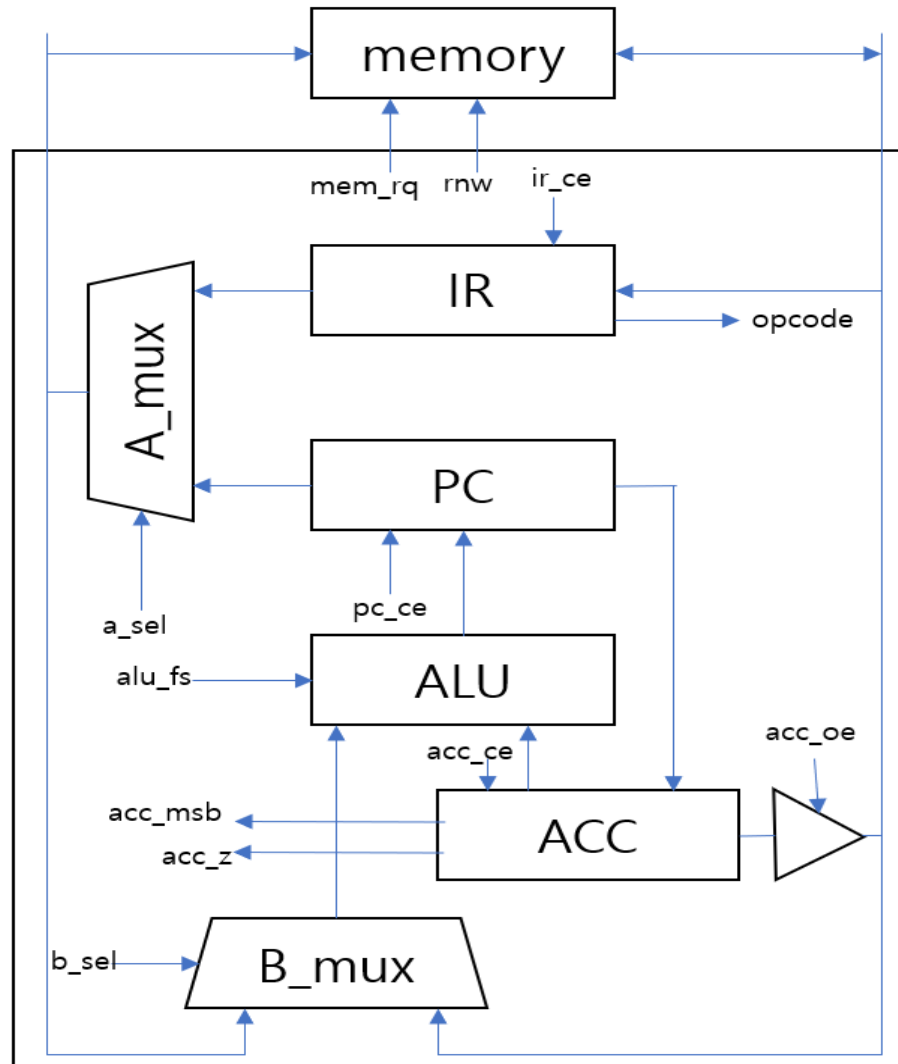 memory
mem_rq
rnw
ir_ce
IR
opcode
A_mux
PC
a_sel
pc_ce
alu_fs
ALU
acc_ce
acc_oe
acc_msb
acc_z
ACC
b_sel
B_mux